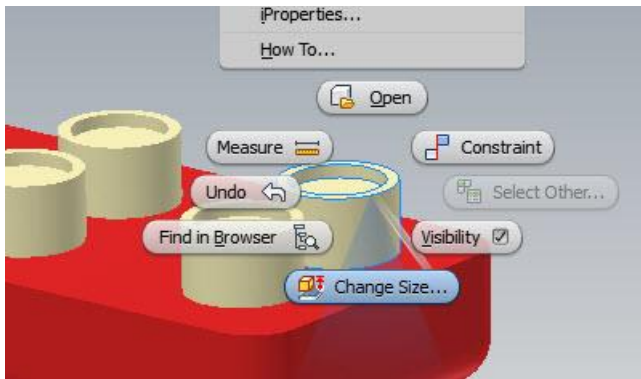 iProperties...
How To...
Open
Measure
Constraint
Undo
Select Other...
Find in Browser
Visibility
Change Size...